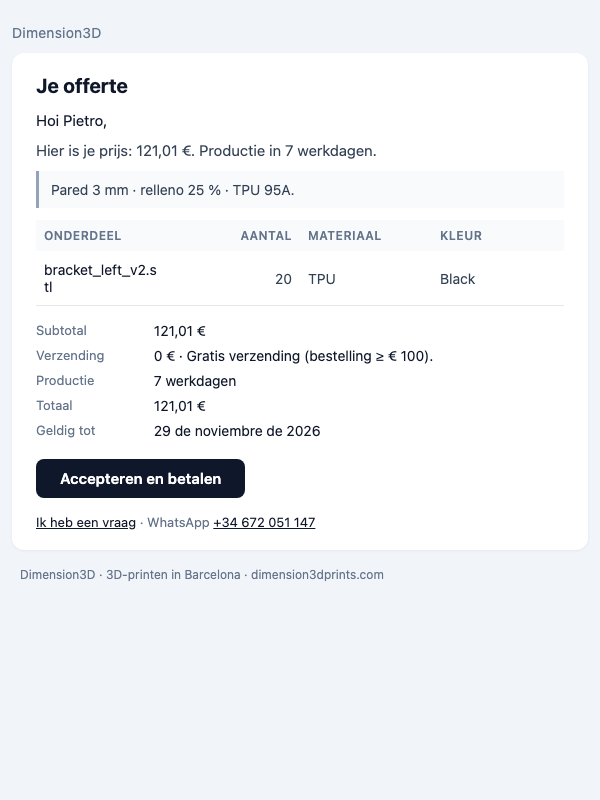 Dimension3D
Je offerte
Hoi Pietro,
Hier is je prijs: 121,01 €. Productie in 7 werkdagen.
Pared 3 mm · relleno 25 % · TPU 95A.
ONDERDEEL AANTAL MATERIAAL KLEUR
bracket_left_v2.s
tl 20 TPU Black
Subtotal 121,01 €
Verzending 0 € · Gratis verzending (bestelling ≥ € 100).
Productie 7 werkdagen
Totaal 121,01 €
Geldig tot 29 de noviembre de 2026
Accepteren en betalen
Ik heb een vraag · WhatsApp +34 672 051 147
Dimension3D · 3D-printen in Barcelona · dimension3dprints.com